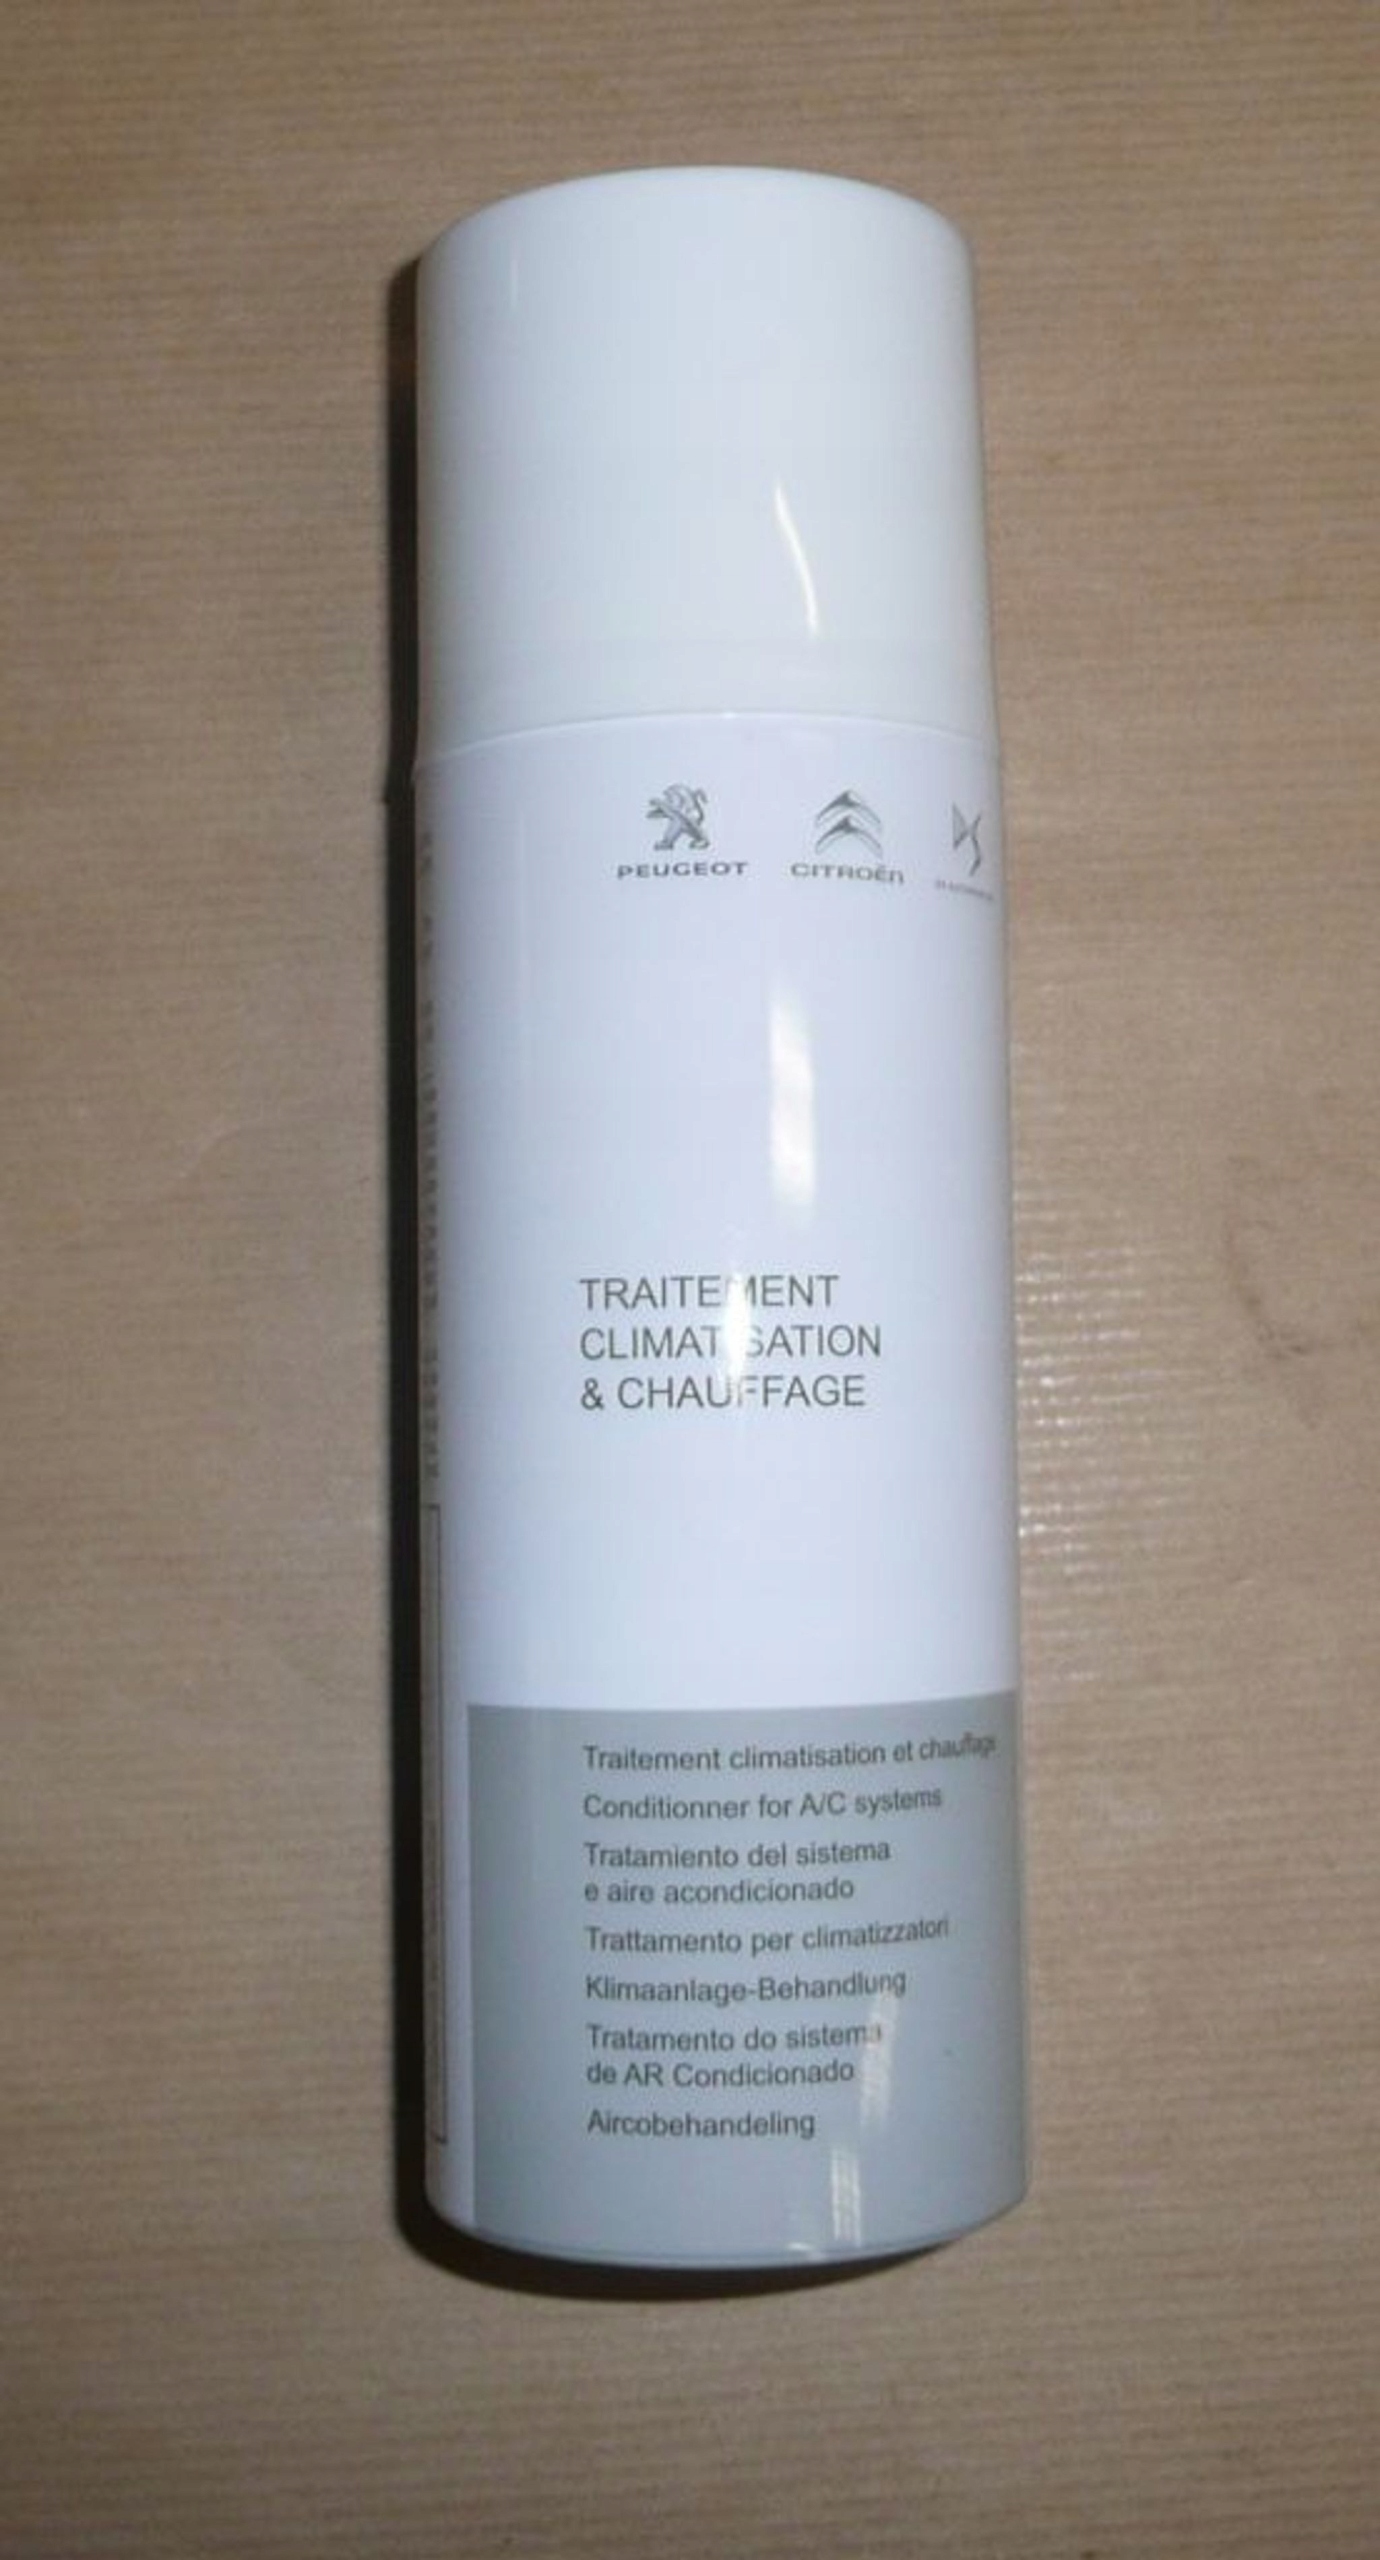 PEUGEOT CITROËN DS
TRAITEMENT
CLIMATISATION
& CHAUFFAGE
Traitement climatisation et chauffage
Conditionner for A/C systems
Tratamiento del sistema
e aire acondicionado
Trattamento per climatizzatori
Klimaanlage-Behandlung
Tratamento do sistema
de AR Condicionado
Aircobehandeling